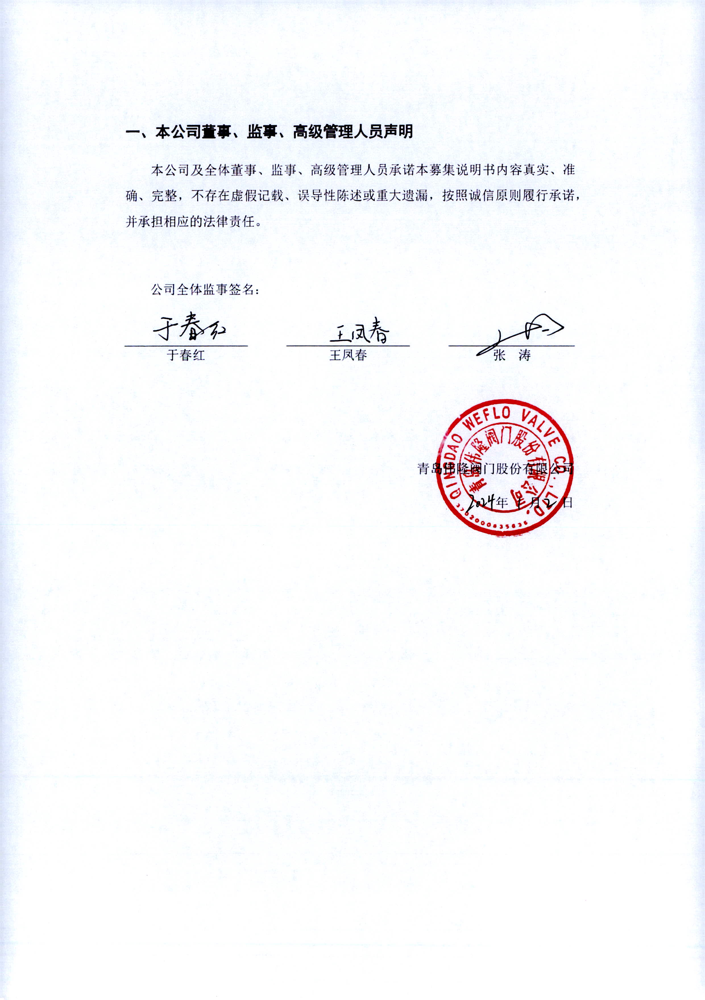 一、本公司董事、监事、高级管理人员声明
本公司及全体董事、监事、高级管理人员承诺本募集说明书内容真实、准
确、完整，不存在虚假记载、误导性陈述或重大遗漏，按照诚信原则履行承诺，
并承担相应的法律责任。
公司全体监事签名：
于春红 王凤春
于春红 王凤春 张 涛
QINGDAO WEFLO VALVE CO.,LTD.
青岛伟隆阀门股份有限公司
青岛伟隆阀门股份有限公司
2024年1月2日